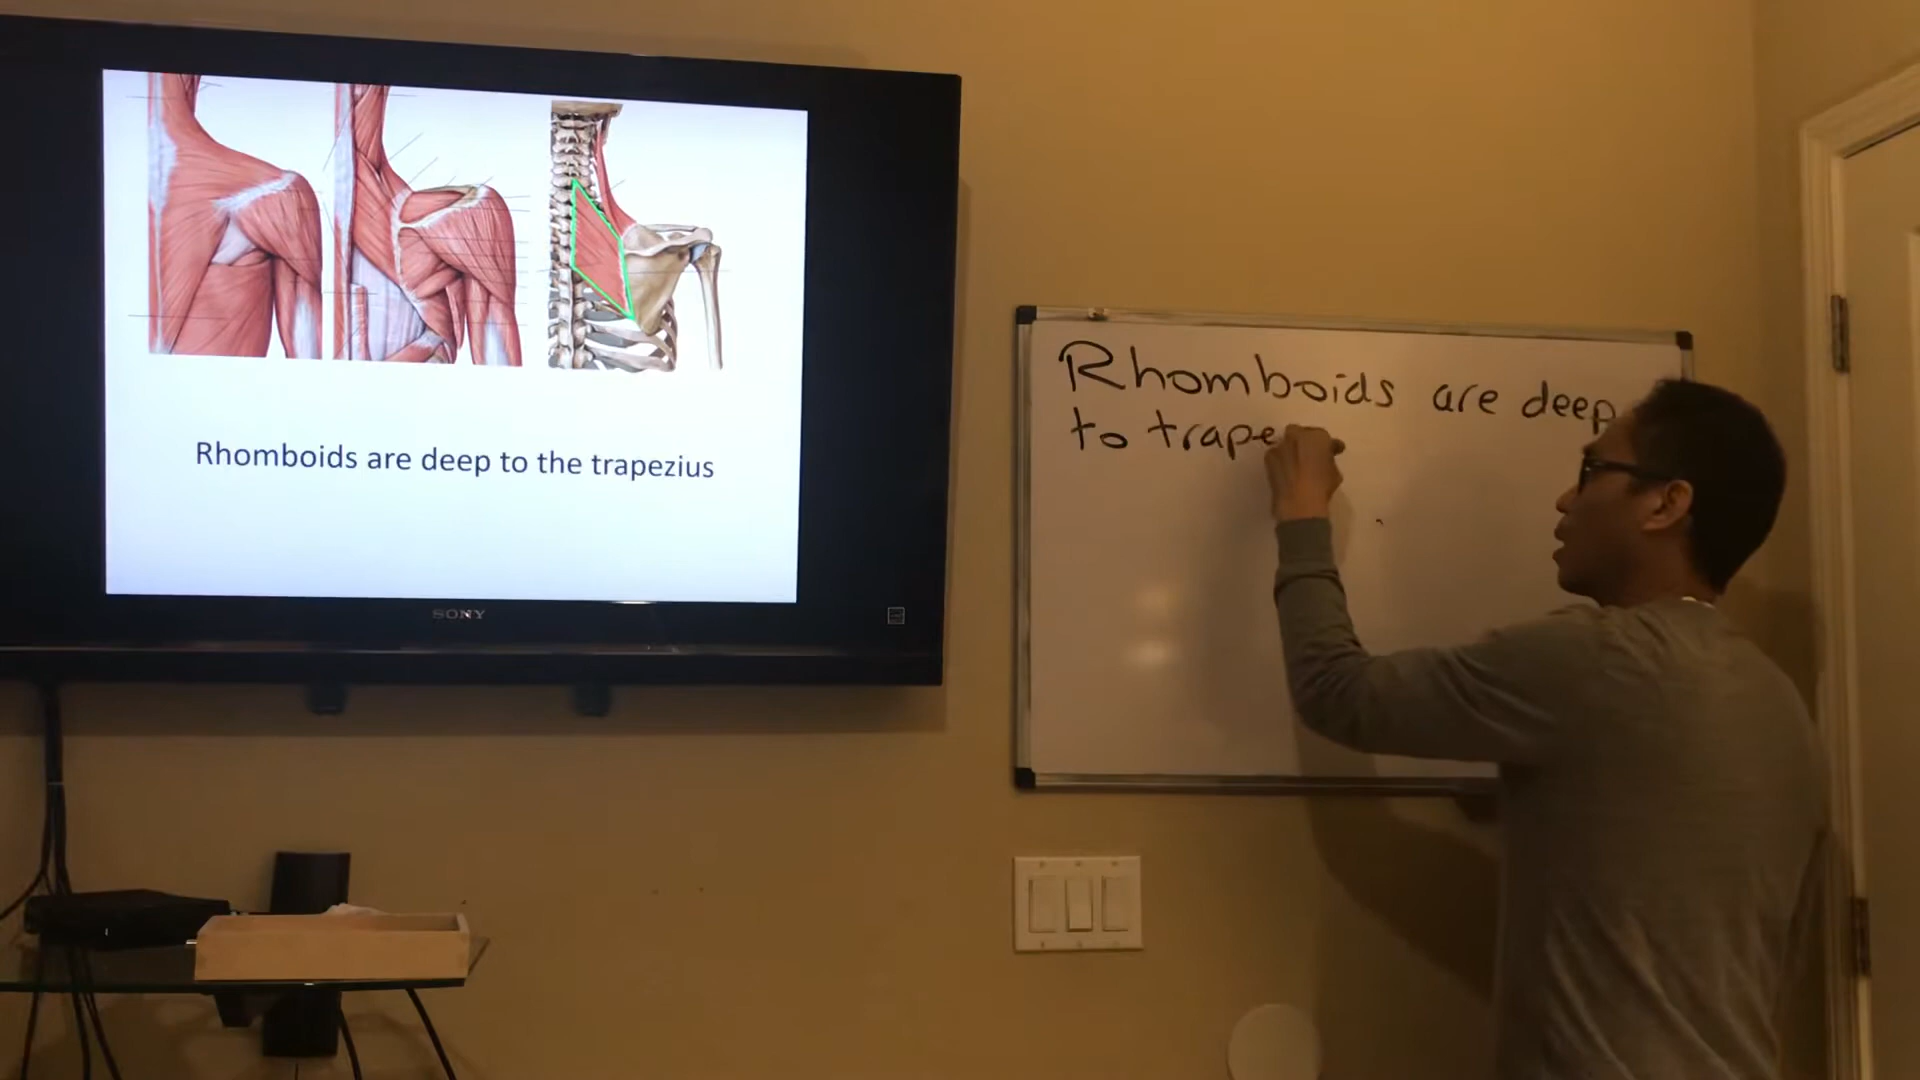 Rhomboids are deep to the trapezius
SONY
Rhomboids are deep
to trape